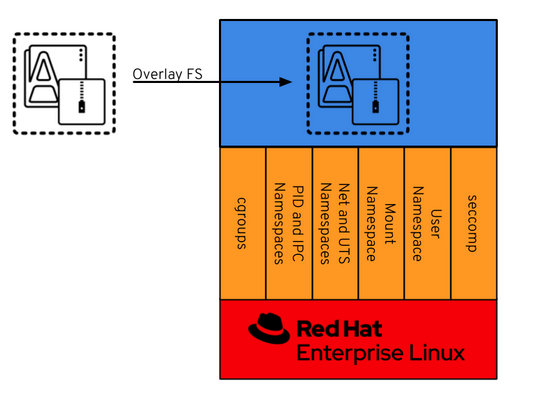 Overlay FS
cgroups
PID and IPC
Namespaces
Net and UTS
Namespaces
Mount
Namespace
User
Namespace
seccomp
Red Hat
Enterprise Linux